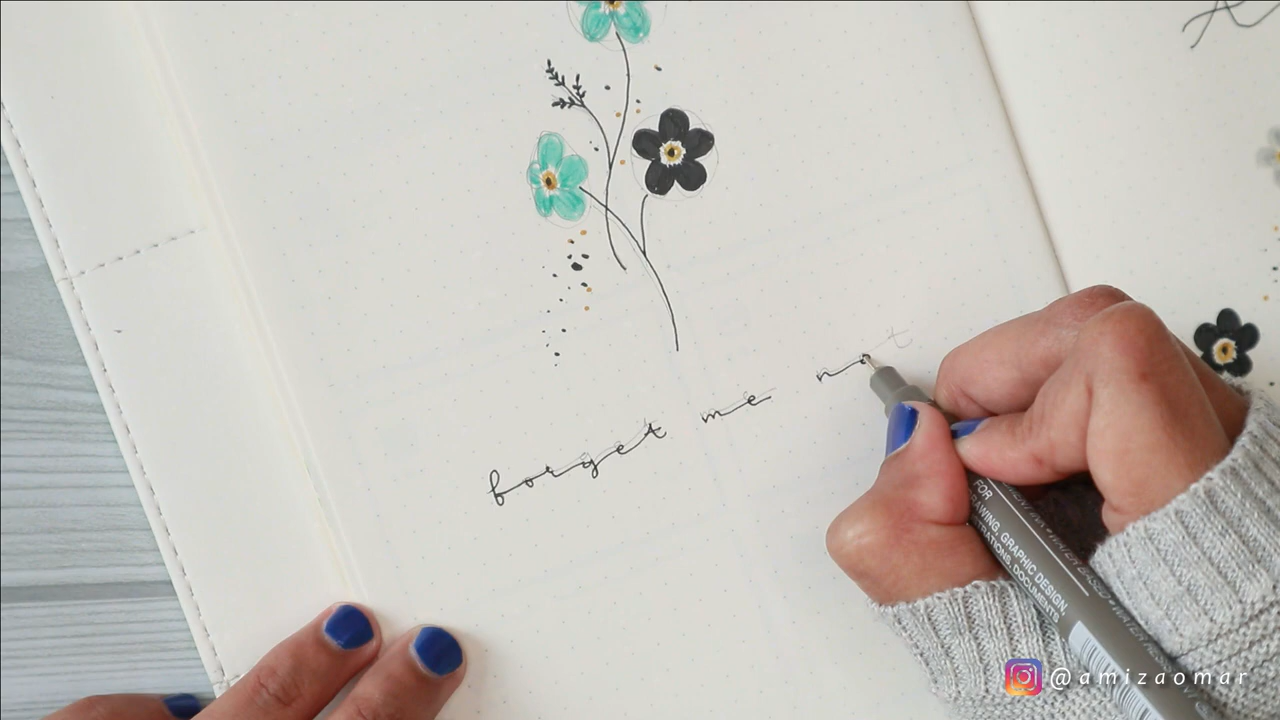 forget me not
FOR
DRAWING, GRAPHIC DESIGN,
ILLUSTRATIONS, DOCUMENTS
@amizaomar